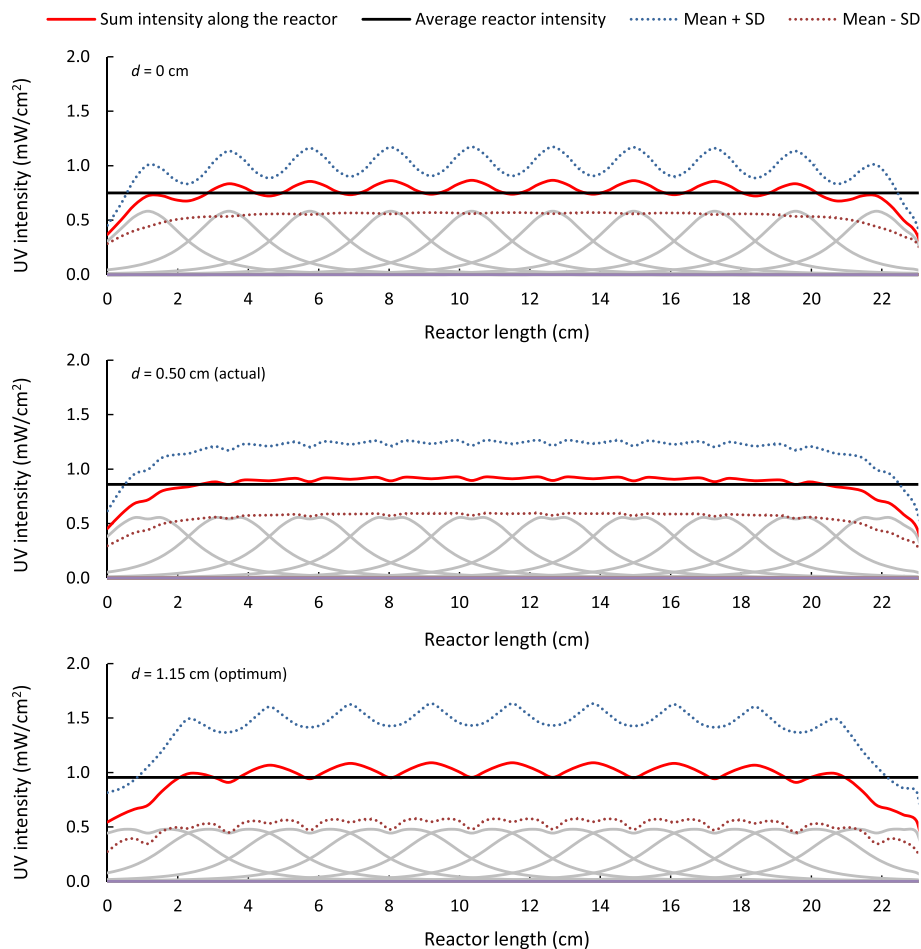 Sum intensity along the reactor Average reactor intensity Mean + SD Mean - SD
UV intensity (mW/cm²)
2.0
1.5
1.0
0.5
0.0
d = 0 cm
0 2 4 6 8 10 12 14 16 18 20 22
Reactor length (cm)
UV intensity (mW/cm²)
2.0
1.5
1.0
0.5
0.0
d = 0.50 cm (actual)
0 2 4 6 8 10 12 14 16 18 20 22
Reactor length (cm)
UV intensity (mW/cm²)
2.0
1.5
1.0
0.5
0.0
d = 1.15 cm (optimum)
0 2 4 6 8 10 12 14 16 18 20 22
Reactor length (cm)